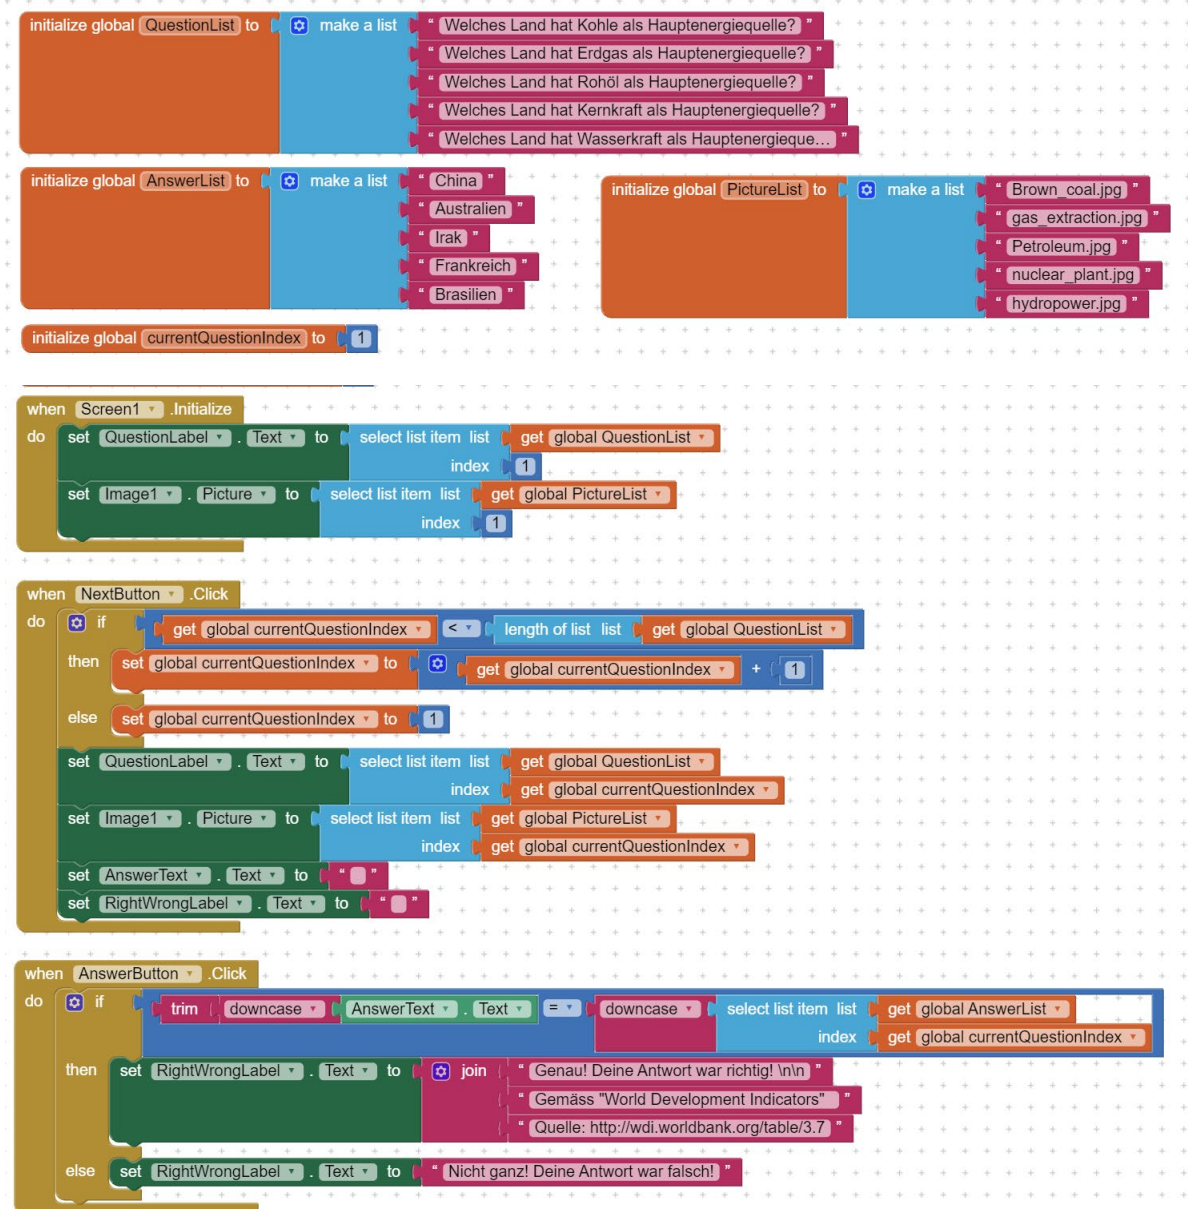 initialize global QuestionList to make a list " Welches Land hat Kohle als Hauptenergiequelle? "
" Welches Land hat Erdgas als Hauptenergiequelle? "
" Welches Land hat Rohöl als Hauptenergiequelle? "
" Welches Land hat Kernkraft als Hauptenergiequelle? "
" Welches Land hat Wasserkraft als Hauptenergieque... "
initialize global AnswerList to make a list " China "
" Australien "
" Irak "
" Frankreich "
" Brasilien "
initialize global PictureList to make a list " Brown_coal.jpg "
" gas_extraction.jpg "
" Petroleum.jpg "
" nuclear_plant.jpg "
" hydropower.jpg "
initialize global currentQuestionIndex to 1
when Screen1 .Initialize
do set QuestionLabel . Text to select list item list get global QuestionList
index 1
set Image1 . Picture to select list item list get global PictureList
index 1
when NextButton .Click
do if get global currentQuestionIndex < length of list list get global QuestionList
then set global currentQuestionIndex to get global currentQuestionIndex + 1
else set global currentQuestionIndex to 1
set QuestionLabel . Text to select list item list get global QuestionList
index get global currentQuestionIndex
set Image1 . Picture to select list item list get global PictureList
index get global currentQuestionIndex
set AnswerText . Text to " "
set RightWrongLabel . Text to " "
when AnswerButton .Click
do if trim downcase AnswerText . Text = downcase select list item list get global AnswerList
index get global currentQuestionIndex
then set RightWrongLabel . Text to join " Genau! Deine Antwort war richtig! \n\n "
" Gemäss "World Development Indicators" "
" Quelle: http://wdi.worldbank.org/table/3.7 "
else set RightWrongLabel . Text to " Nicht ganz! Deine Antwort war falsch! "